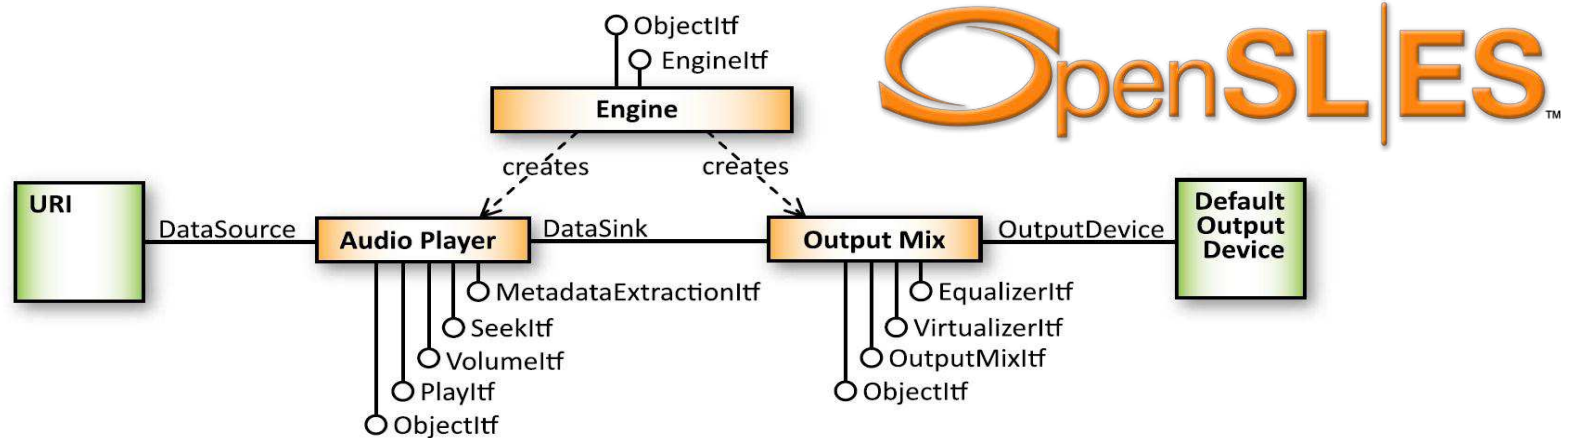 ObjectItf
EngineItf
OpenSL|ES™
Engine
creates
creates
URI
DataSource
Audio Player
DataSink
Output Mix
OutputDevice
Default
Output
Device
MetadataExtractionItf
SeekItf
VolumeItf
PlayItf
ObjectItf
EqualizerItf
VirtualizerItf
OutputMixItf
ObjectItf